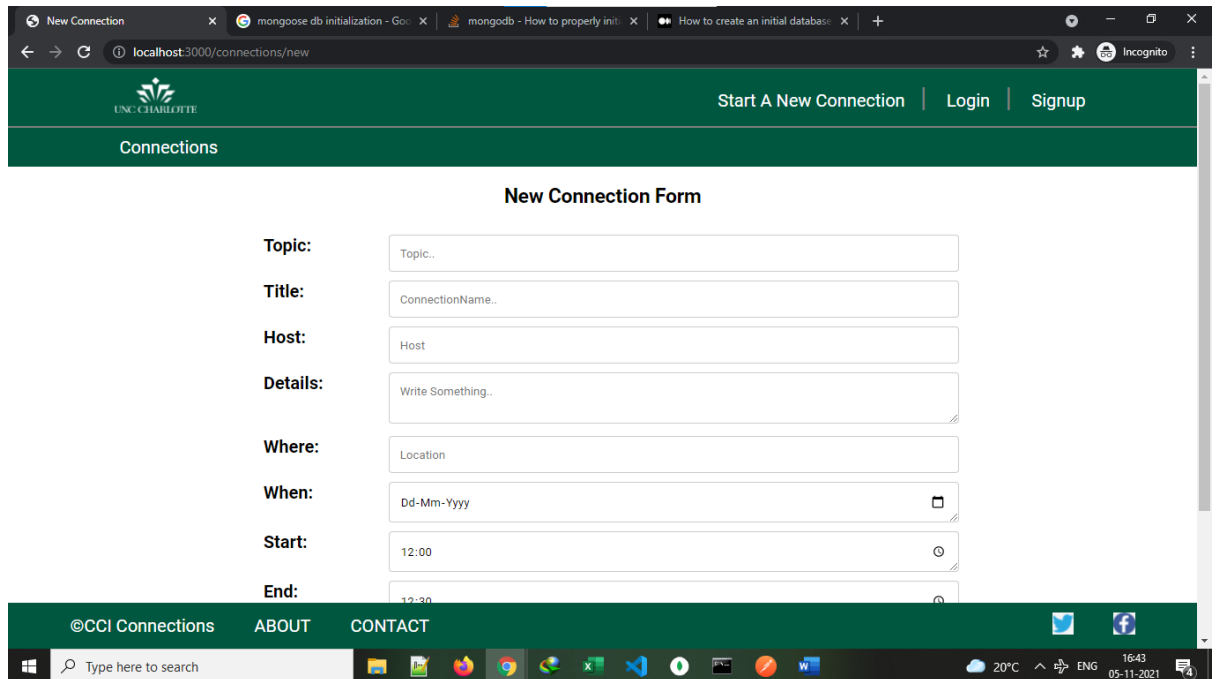 New Connection
mongoose db initialization - Goo
mongodb - How to properly initi
How to create an initial database
localhost:3000/connections/new
Incognito
UNC CHARLOTTE
Start A New Connection
Login
Signup
Connections
New Connection Form
Topic:
Topic..
Title:
ConnectionName..
Host:
Host
Details:
Write Something..
Where:
Location
When:
Dd-Mm-Yyyy
Start:
12:00
End:
12:30
©CCI Connections
ABOUT
CONTACT
Type here to search
20°C
ENG
16:43
05-11-2021